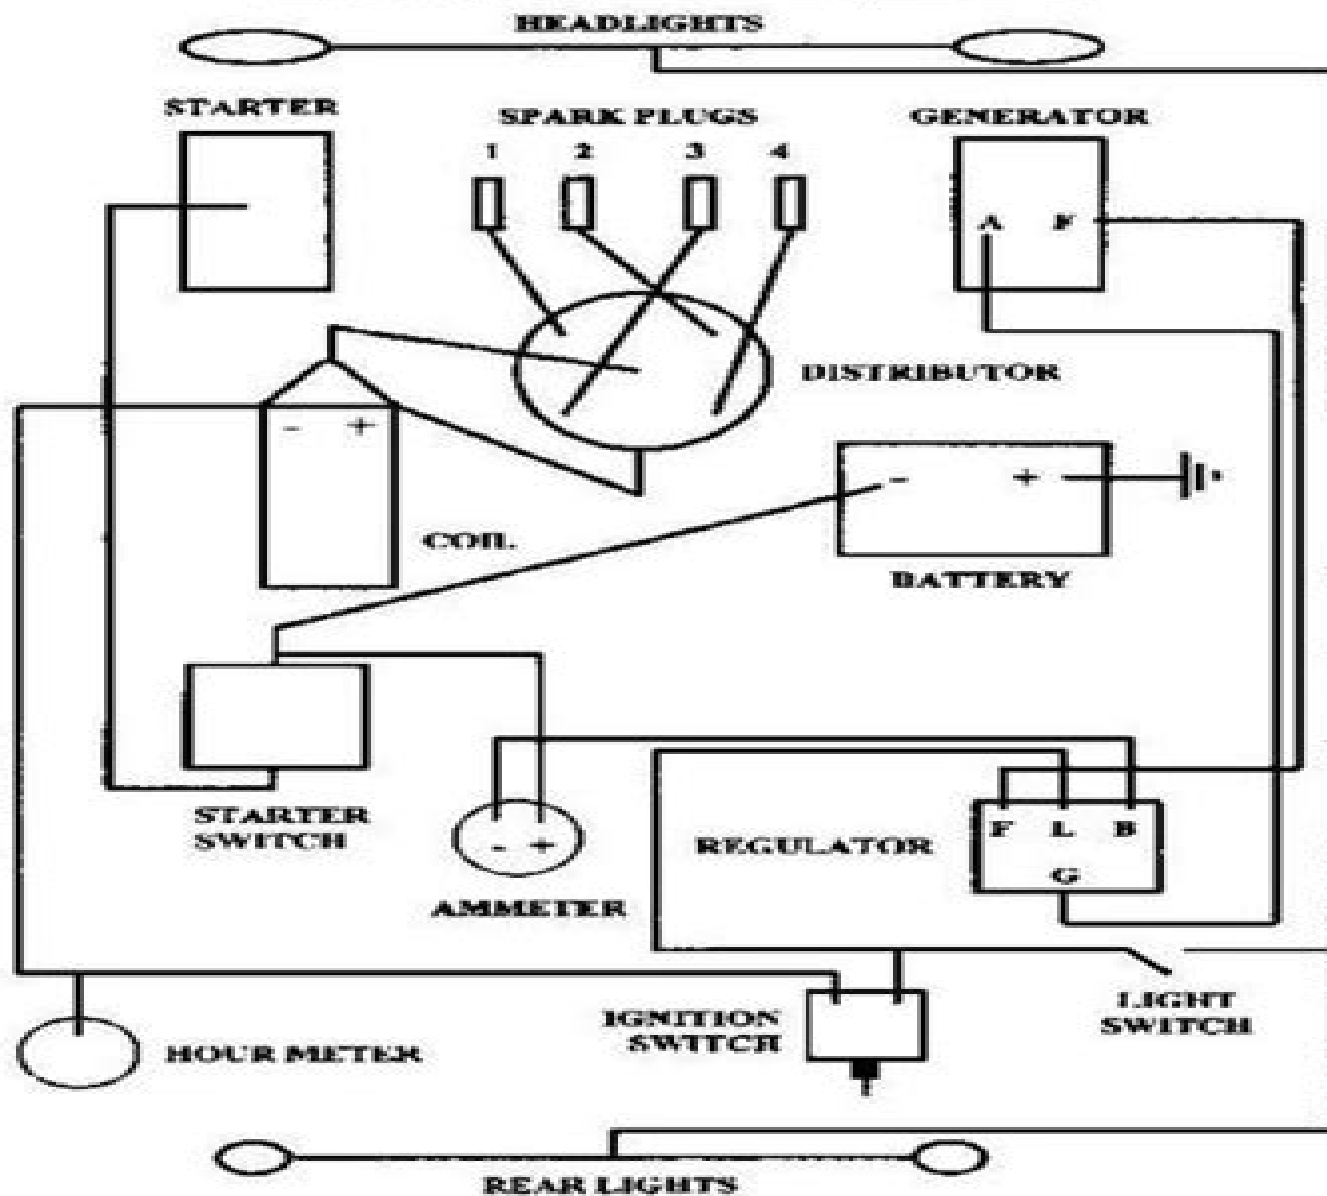 HEADLIGHTS
STARTER
SPARK PLUGS
GENERATOR
1 2 3 4
A F
DISTRIBUTOR
- +
- +
COIL
BATTERY
STARTER
SWITCH
F L B
REGULATOR
- +
G
AMMETER
LIGHT
SWITCH
IGNITION
SWITCH
HOUR METER
REAR LIGHTS